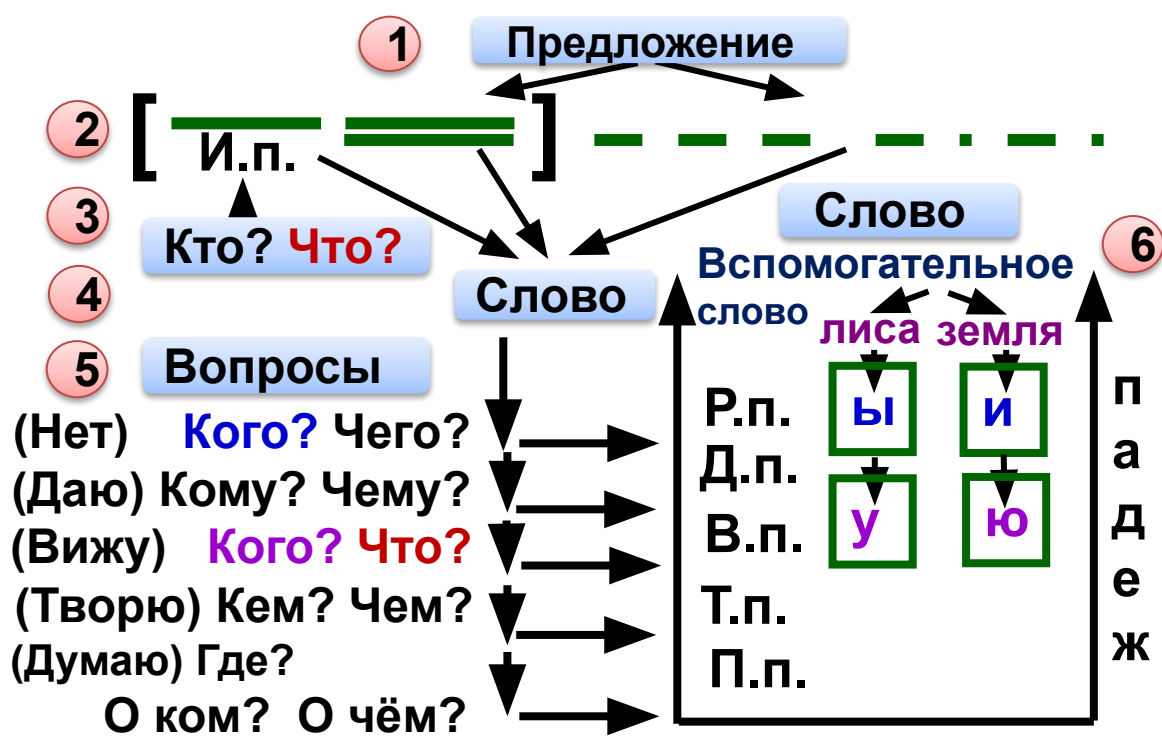 1 Предложение
2 [ ]
И.п.
3
Кто? Что?
4
Слово
5 Вопросы
(Нет) Кого? Чего?
(Даю) Кому? Чему?
(Вижу) Кого? Что?
(Творю) Кем? Чем?
(Думаю) Где?
О ком? О чём?
Слово
6
Вспомогательное
слово
лиса земля
Р.п. ы и
Д.п.
В.п. у ю
Т.п.
П.п.
падеж